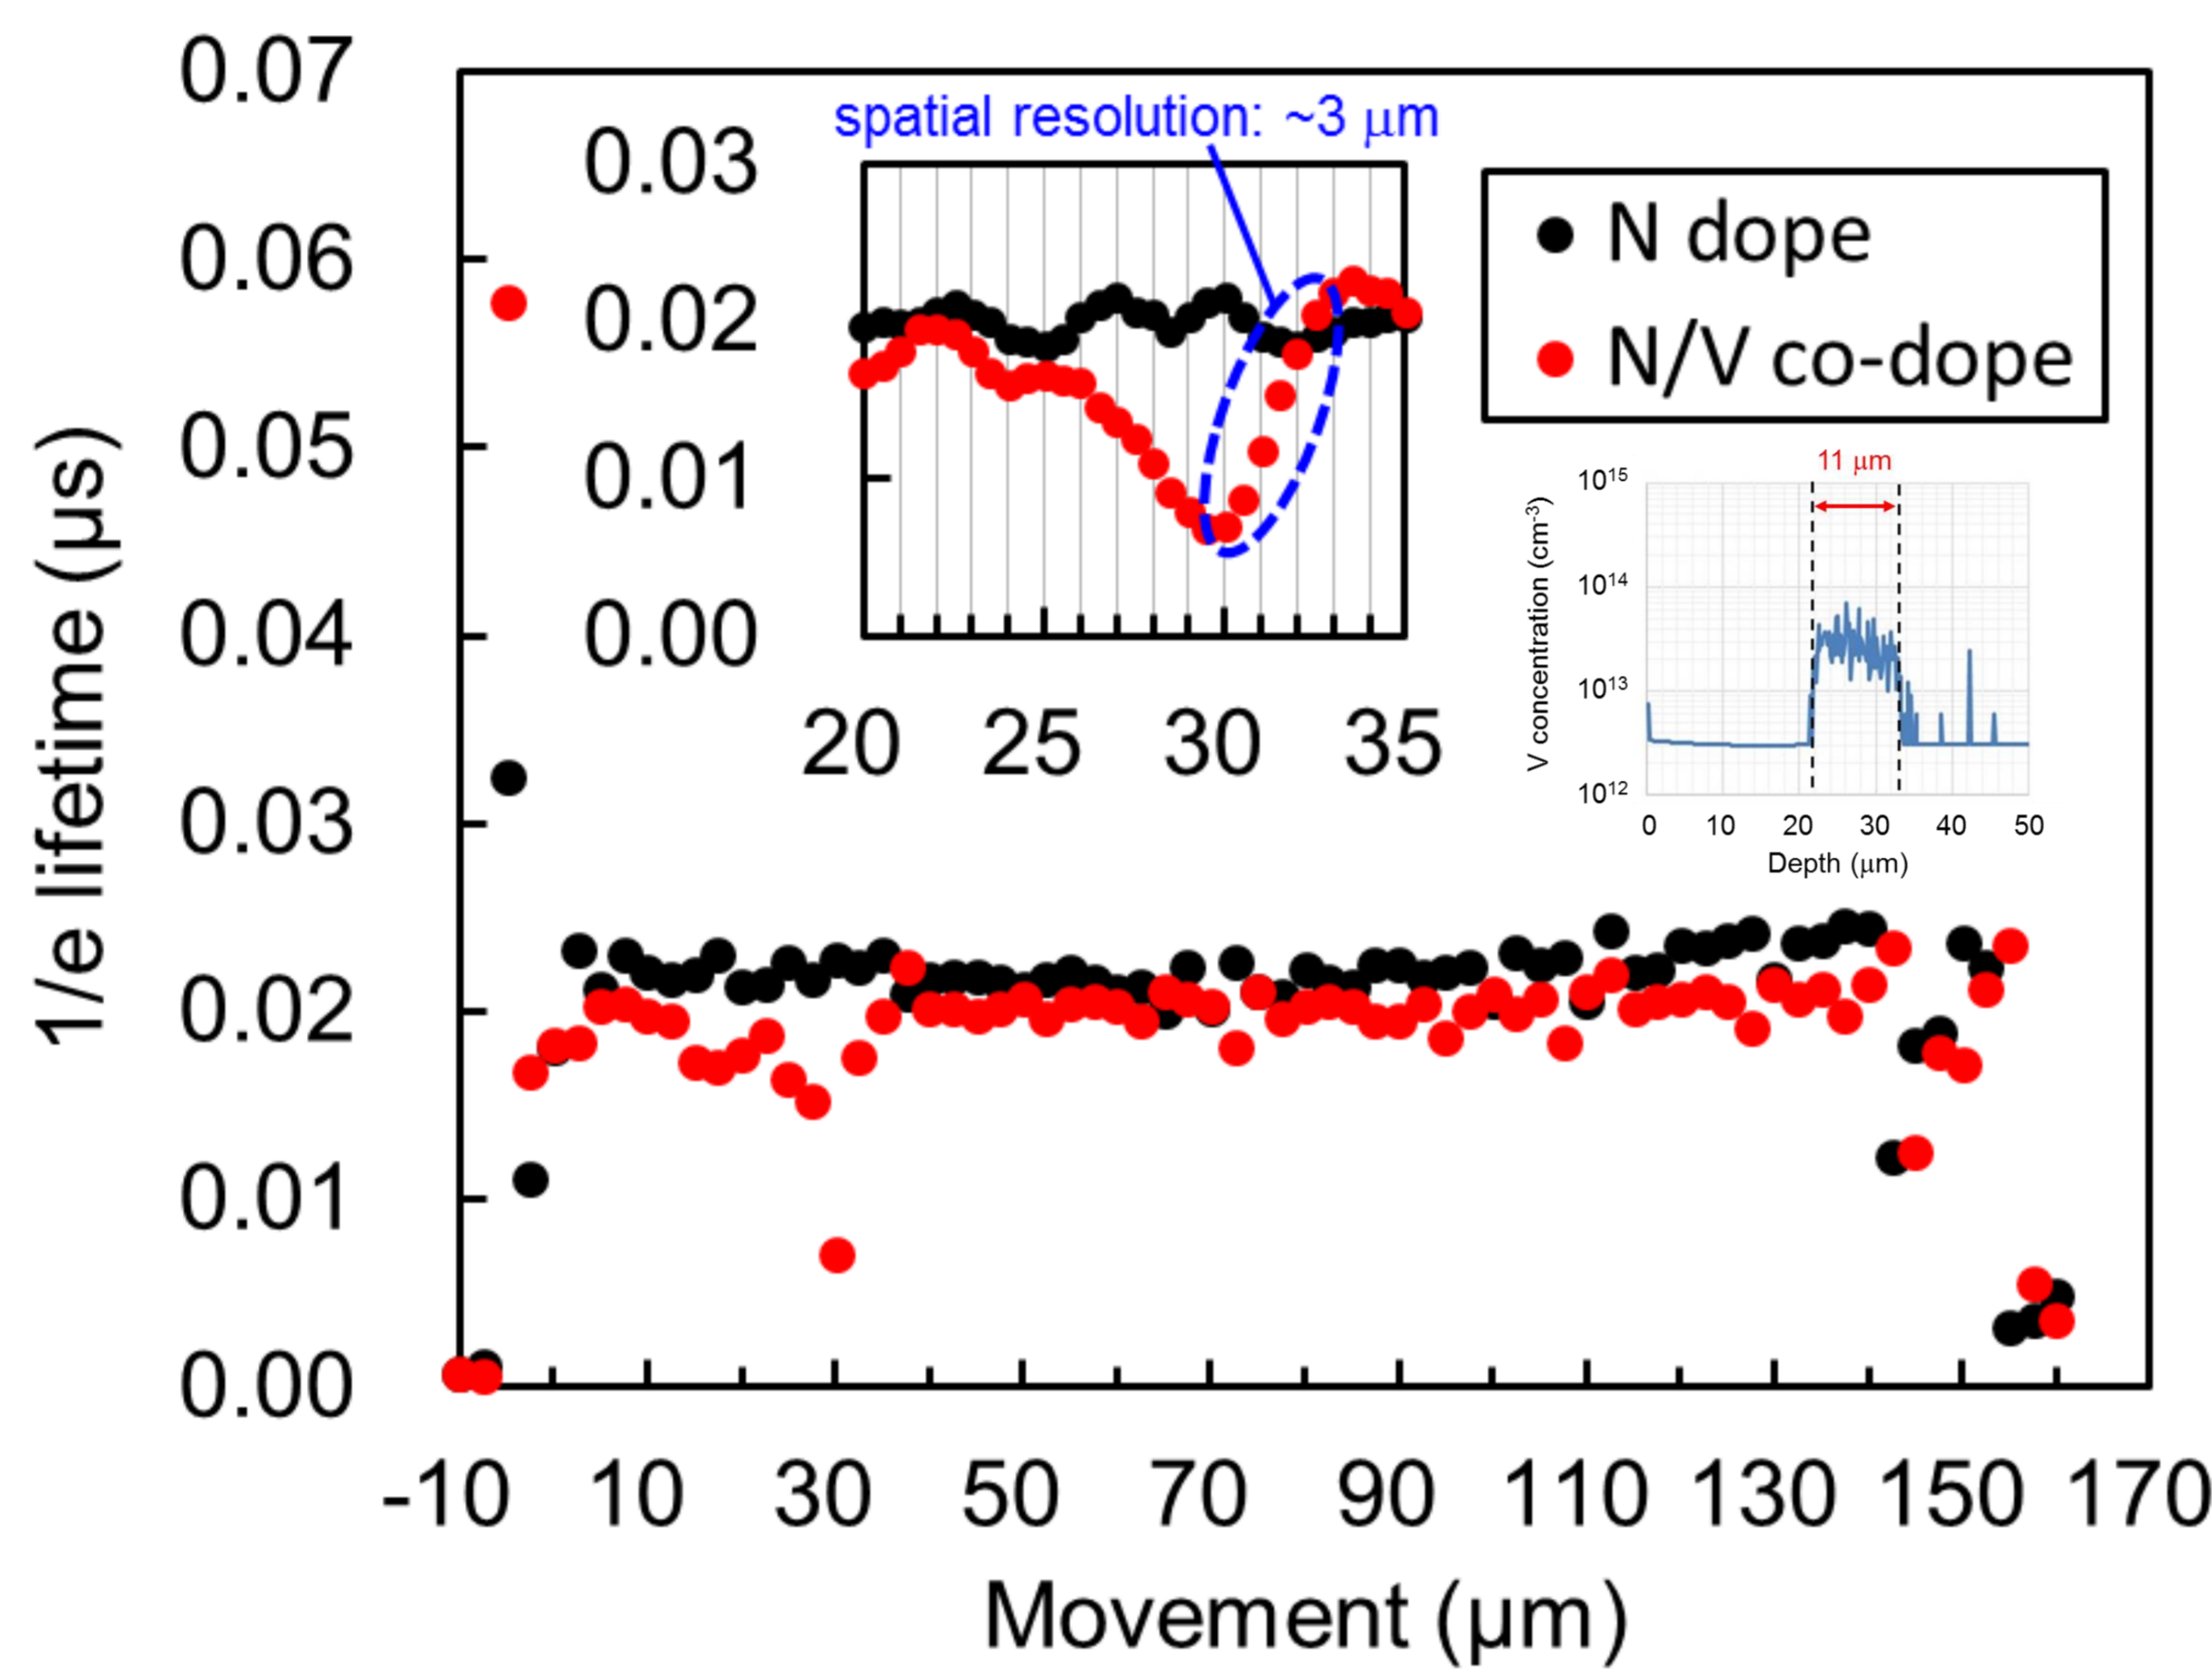 0.07
0.06
0.05
0.04
0.03
0.02
0.01
0.00
1/e lifetime (μs)
spatial resolution: ~3 μm
0.03
0.02
0.01
0.00
20 25 30 35
N dope
N/V co-dope
11 μm
10¹⁵
10¹⁴
10¹³
10¹²
V concentration (cm⁻³)
0 10 20 30 40 50
Depth (μm)
-10 10 30 50 70 90 110 130 150 170
Movement (μm)